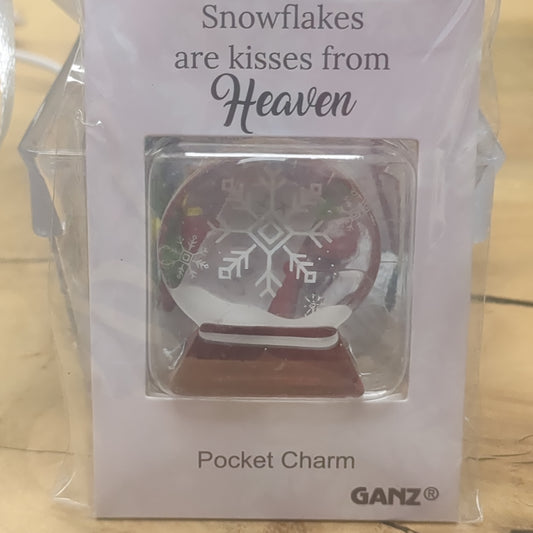 Snowflakes
are kisses from
Heaven
Pocket Charm
GANZ®